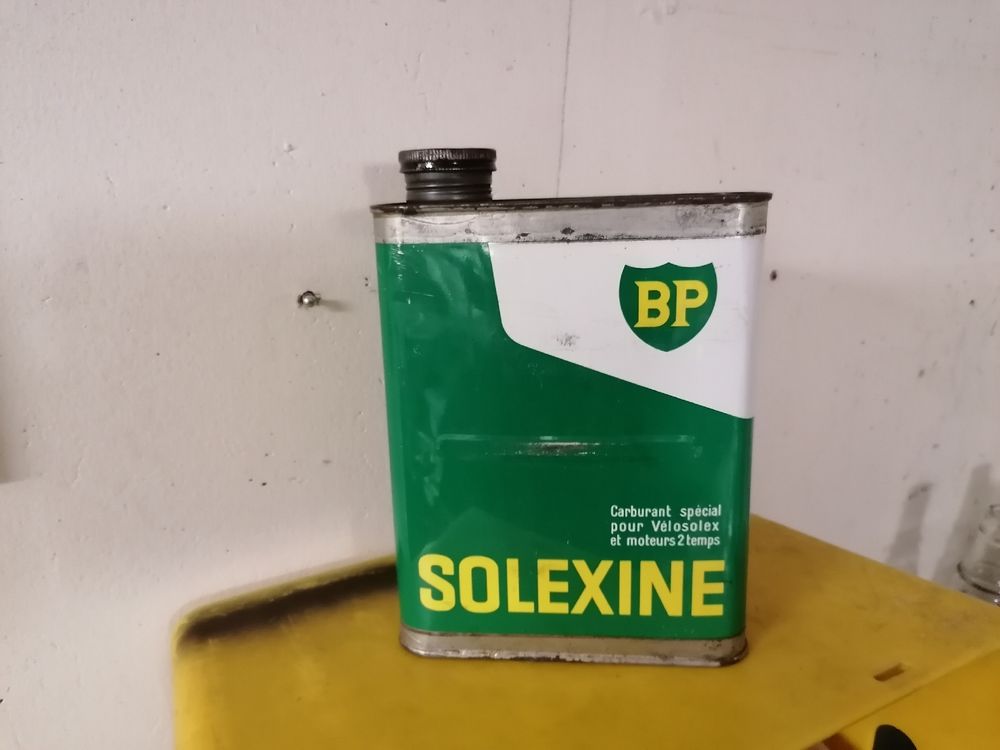 BP
Carburant spécial
pour Vélosolex
et moteurs 2 temps
SOLEXINE